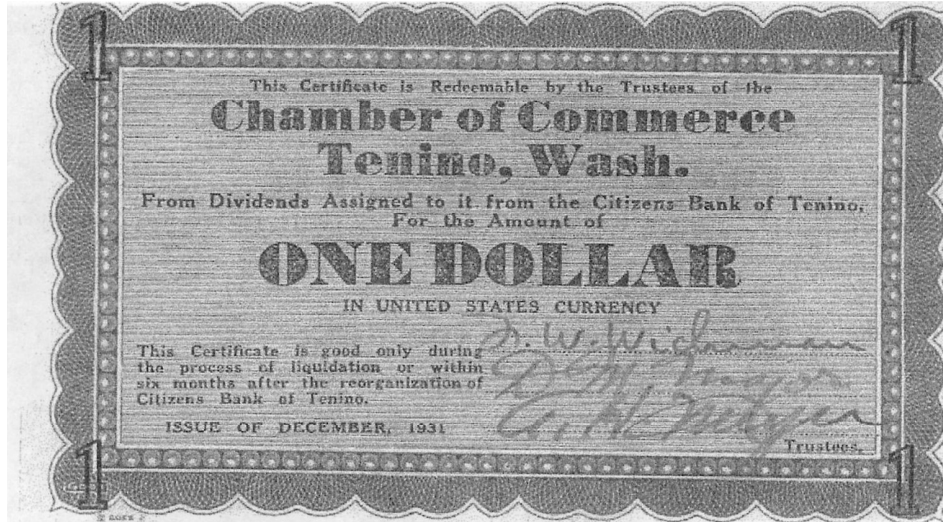 1 1
This Certificate is Redeemable by the Trustees of the
Chamber of Commerce
Tenino, Wash.
From Dividends Assigned to it from the Citizens Bank of Tenino,
For the Amount of
ONE DOLLAR
IN UNITED STATES CURRENCY
This Certificate is good only during
the process of liquidation or within
six months after the reorganization of
Citizens Bank of Tenino.
ISSUE OF DECEMBER, 1931
D. M. Major
A. H. Meyer
Trustees.
1 1